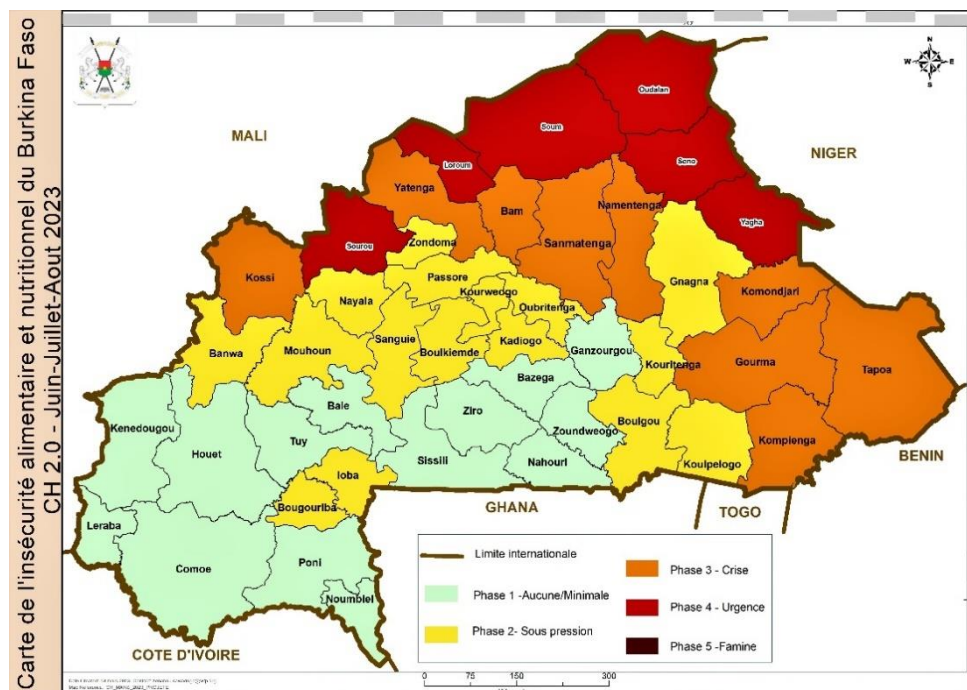 Carte de l'insécurité alimentaire et nutritionnel du Burkina Faso
CH 2.0 - Juin-Juillet-Aout 2023
N
W E
S
MALI
NIGER
Oudalan
Soum
Seno
Loroum
Yagha
Yatenga
Bam
Namentenga
Sanmatenga
Sourou
Zondoma
Kossi
Gnagna
Komondjari
Passore
Kourweogo
Nayala
Oubritenga
Sanguie
Kadiogo
Boulkiemde
Banwa
Mouhoun
Ganzourgou
Kouritenga
Gourma
Tapoa
Bazega
Bale
Ziro
Kenedougou
Zoundweogo
Boulgou
Houet
Tuy
Kompienga
Sissili
Nahouri
Koulpelogo
Ioba
BENIN
Bougouriba
GHANA
TOGO
Leraba
Comoe
Poni
Noumbiel
COTE D'IVOIRE
Limite internationale
Phase 1 -Aucune/Minimale
Phase 2- Sous pression
Phase 3 - Crise
Phase 4 - Urgence
Phase 5 -Famine
0 75 150 300